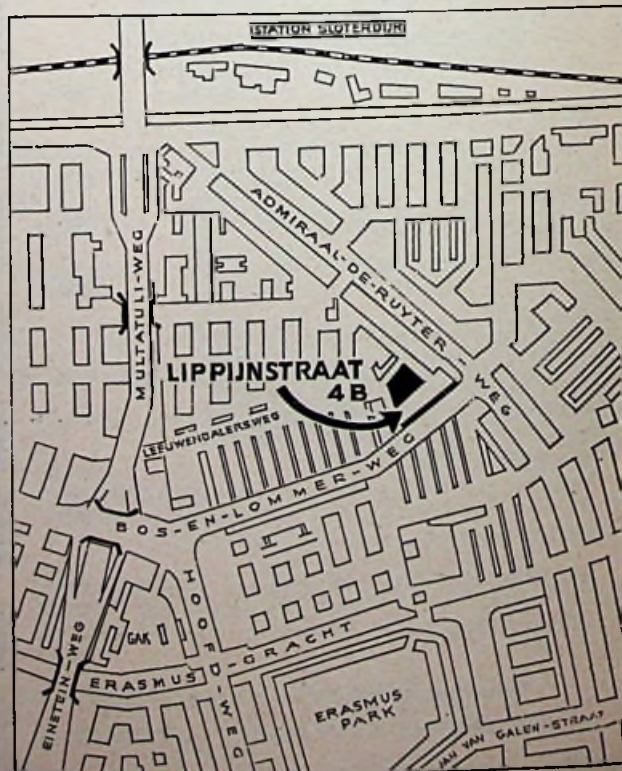 STATION SLOTERDIJK
ADMIRAAL-DE-RUYTER-WEG
MULTATULI-WEG
LIPPIJNSTRAAT
4B
LEEUWENDALERSWEG
BOS-EN-LOMMER-WEG
HOOFD-WEG
GAK
ERASMUS-GRACHT
EINSTEIN-WEG
ERASMUS
PARK
JAN VAN GALEN-STRAAT